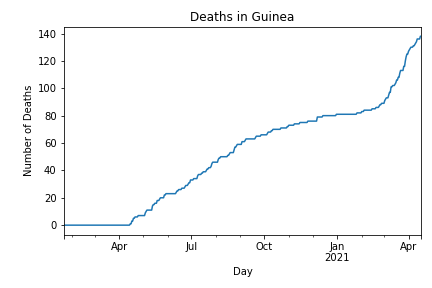 Deaths in Guinea
140
120
100
80
60
40
20
0
Number of Deaths
Apr
Jul
Oct
Jan
2021
Apr
Day